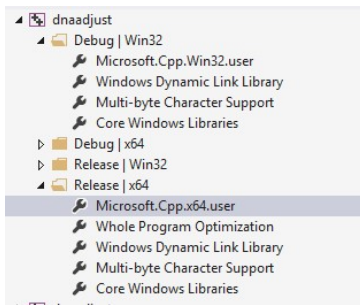 dnaadjust
Debug | Win32
Microsoft.Cpp.Win32.user
Windows Dynamic Link Library
Multi-byte Character Support
Core Windows Libraries
Debug | x64
Release | Win32
Release | x64
Microsoft.Cpp.x64.user
Whole Program Optimization
Windows Dynamic Link Library
Multi-byte Character Support
Core Windows Libraries